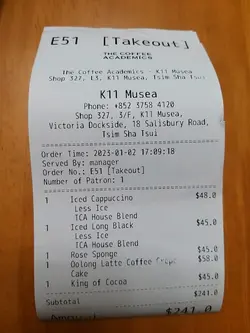 E51 [Takeout]
THE COFFEE
ACADEMICS
The Coffee Academics - K11 Musea
Shop 327, L3, K11 Musea, Tsim Sha Tsui
K11 Musea
Phone: +852 3758 4120
Shop 327, 3/F, K11 Musea,
Victoria Dockside, 18 Salisbury Road,
Tsim Sha Tsui
Order Time: 2023-01-02 17:09:18
Served By: manager
Order No.: E51 [Takeout]
Number of Patron: 1
1 Iced Cappuccino $48.0
Less Ice
TCA House Blend
1 Iced Long Black $45.0
Less Ice
TCA House Blend
1 Rose Sponge $45.0
1 Oolong Latte Coffee Crepe $58.0
Cake
1 King of Cocoa $45.0
Subtotal $241.0
$241.0